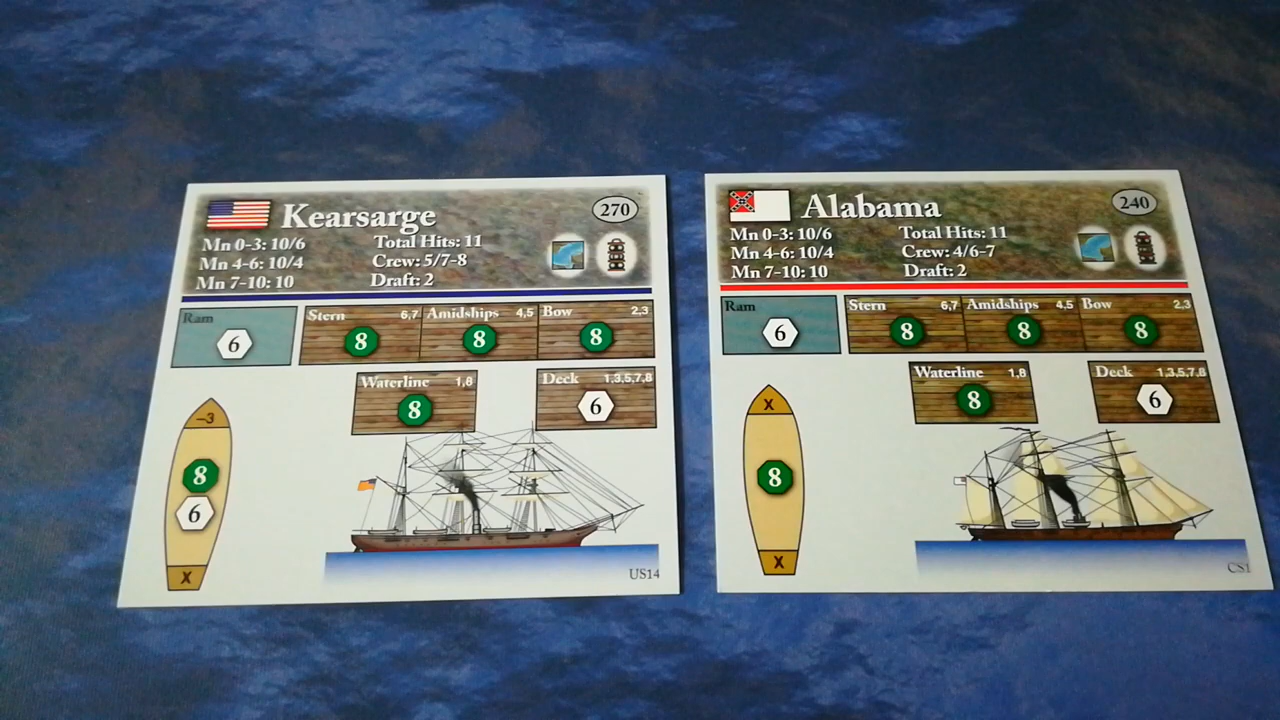 Kearsarge 270
Mn 0-3: 10/6 Total Hits: 11
Mn 4-6: 10/4 Crew: 5/7-8
Mn 7-10: 10 Draft: 2
Ram Stern 6,7 Amidships 4,5 Bow 2,3
6 8 8 8
Waterline 1,8 Deck 1,3,5,7,8
8 6
-3
8
6
X
US14
Alabama 240
Mn 0-3: 10/6 Total Hits: 11
Mn 4-6: 10/4 Crew: 4/6-7
Mn 7-10: 10 Draft: 2
Ram Stern 6,7 Amidships 4,5 Bow 2,3
6 8 8 8
Waterline 1,8 Deck 1,3,5,7,8
8 6
X
8
X
CS1